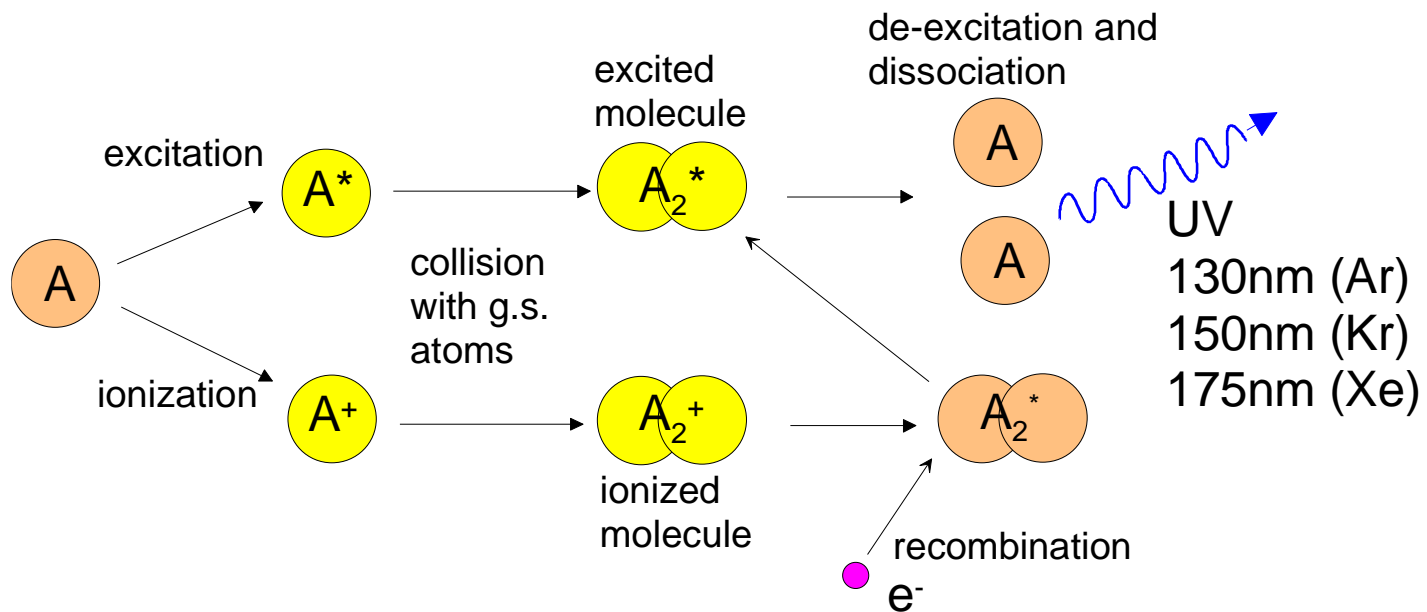 de-excitation and
dissociation
excited
molecule
excitation
A*
A₂*
A
A
UV
130nm (Ar)
150nm (Kr)
175nm (Xe)
A
collision
with g.s.
atoms
ionization
A⁺
A₂⁺
A₂*
ionized
molecule
recombination
e⁻